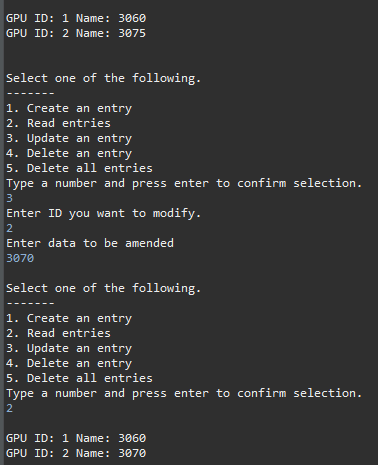 GPU ID: 1 Name: 3060
GPU ID: 2 Name: 3075
Select one of the following.
-------
1. Create an entry
2. Read entries
3. Update an entry
4. Delete an entry
5. Delete all entries
Type a number and press enter to confirm selection.
3
Enter ID you want to modify.
2
Enter data to be amended
3070
Select one of the following.
-------
1. Create an entry
2. Read entries
3. Update an entry
4. Delete an entry
5. Delete all entries
Type a number and press enter to confirm selection.
2
GPU ID: 1 Name: 3060
GPU ID: 2 Name: 3070